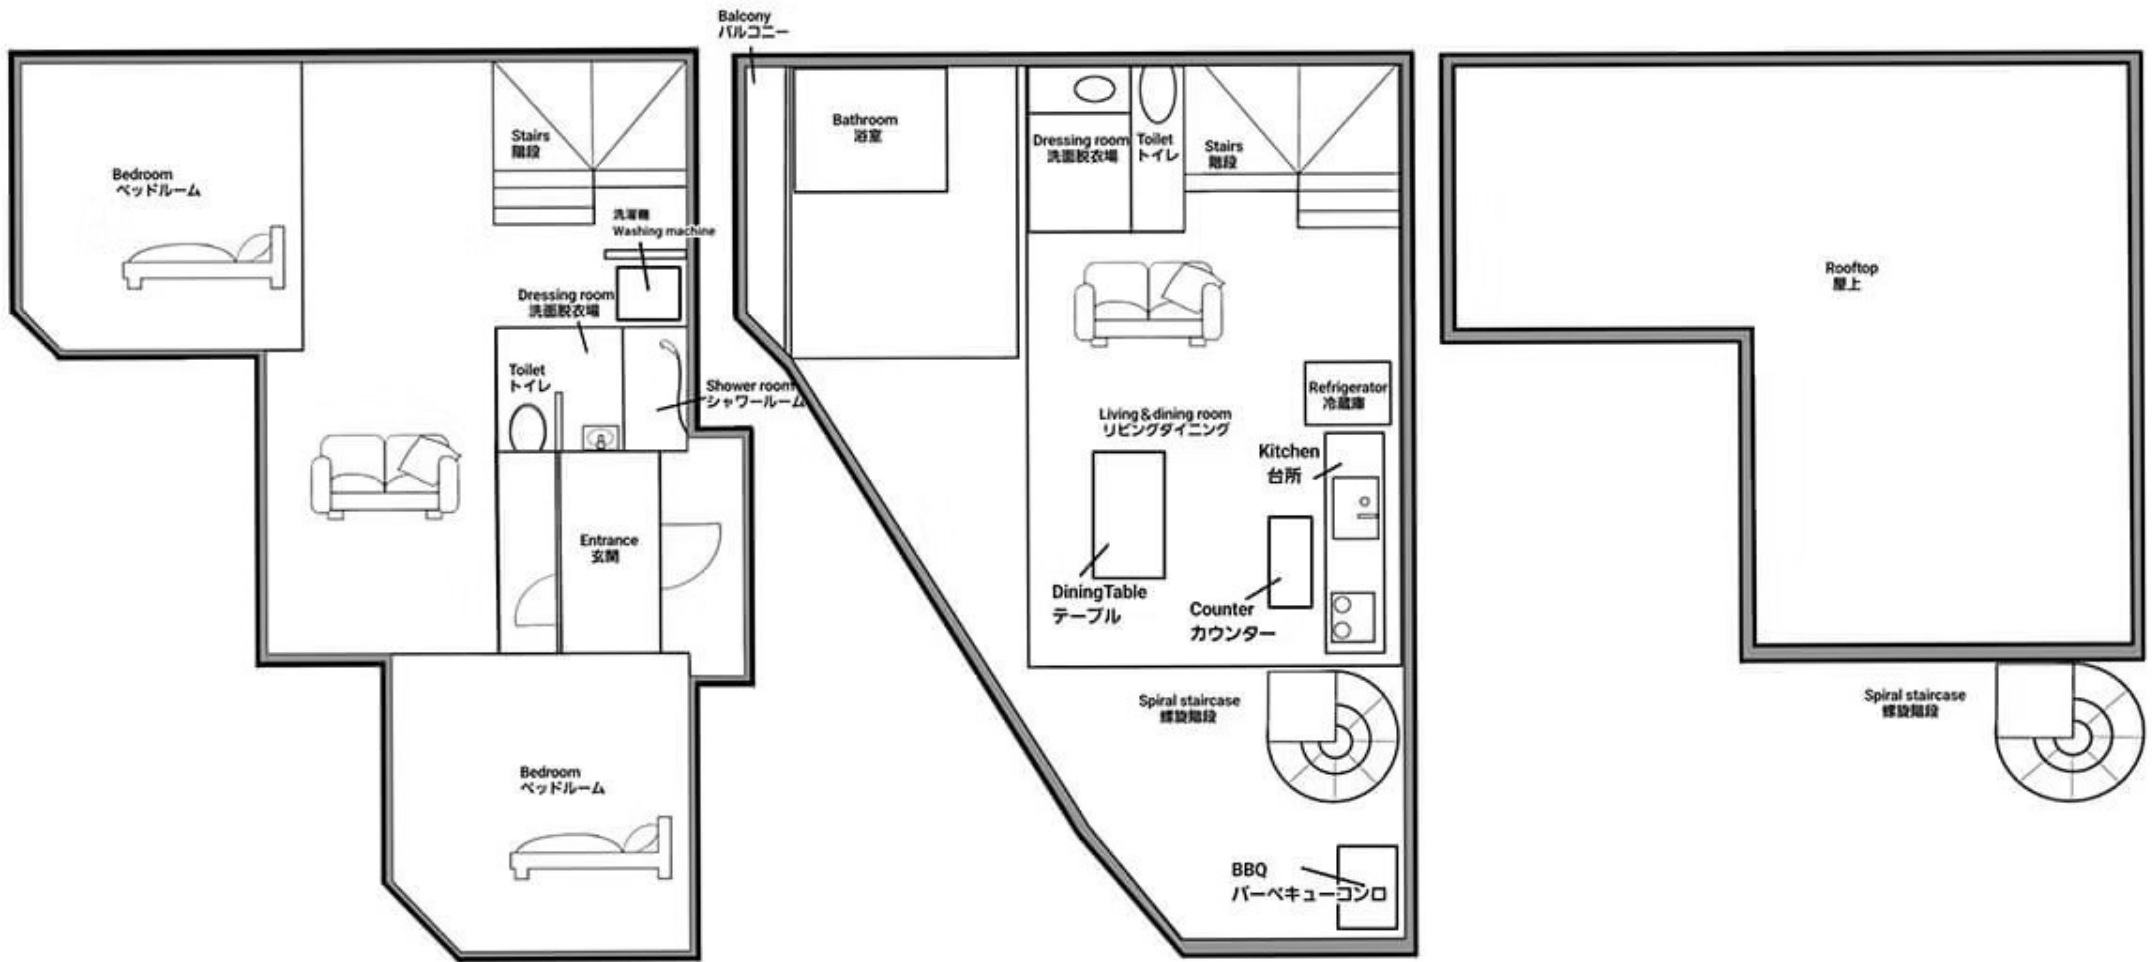 Bedroom
ベッドルーム
Stairs
階段
洗濯機
Washing machine
Dressing room
洗面脱衣場
Toilet
トイレ
Shower room
シャワールーム
Entrance
玄関
Bedroom
ベッドルーム
Balcony
バルコニー
Bathroom
浴室
Dressing room
洗面脱衣場
Toilet
トイレ
Stairs
階段
Refrigerator
冷蔵庫
Living&dining room
リビングダイニング
Kitchen
台所
DiningTable
テーブル
Counter
カウンター
Spiral staircase
螺旋階段
BBQ
バーベキューコンロ
Rooftop
屋上
Spiral staircase
螺旋階段